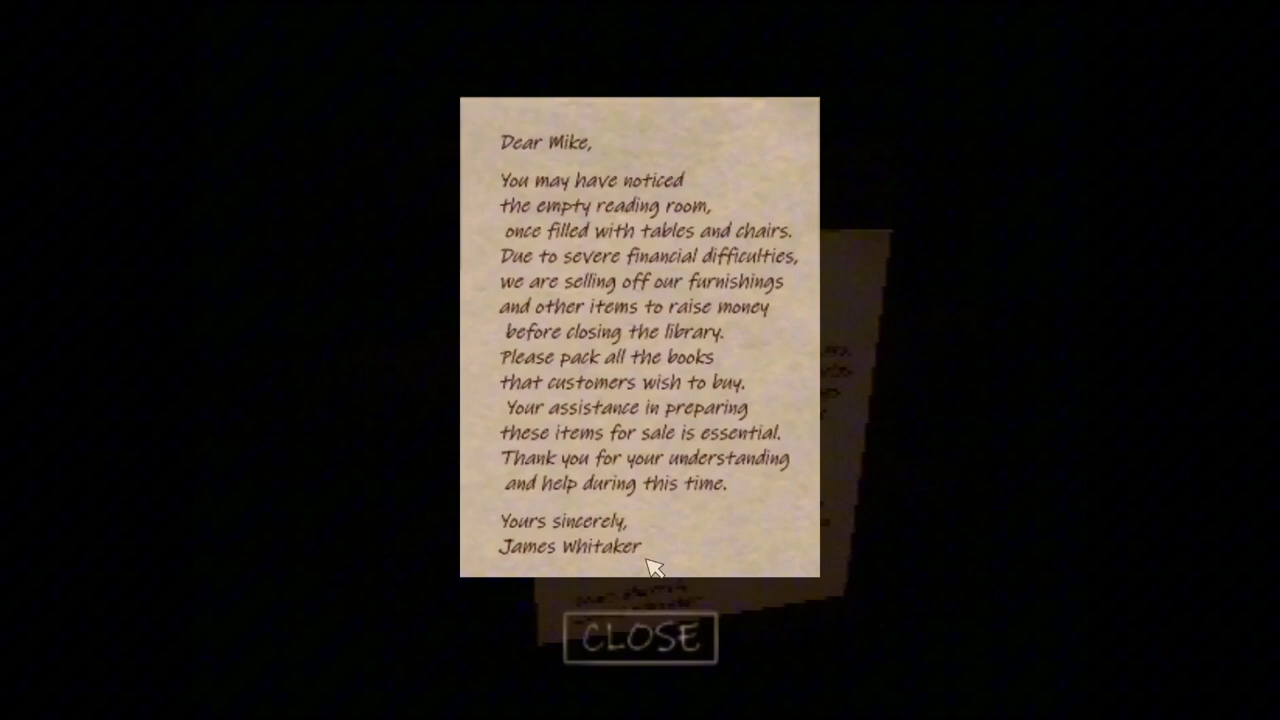 Dear Mike,
You may have noticed
the empty reading room,
once filled with tables and chairs.
Due to severe financial difficulties,
we are selling off our furnishings
and other items to raise money
before closing the library.
Please pack all the books
that customers wish to buy.
Your assistance in preparing
these items for sale is essential.
Thank you for your understanding
and help during this time.
Yours sincerely,
James Whitaker
CLOSE